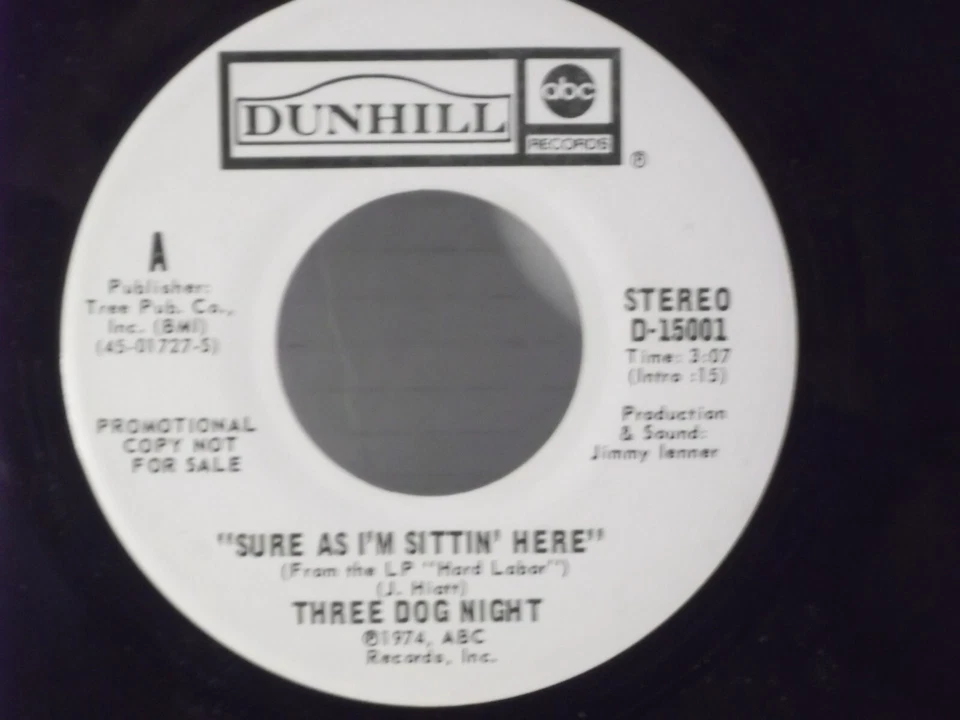 DUNHILL
abc
RECORDS
®
A
Publisher:
Tree Pub. Co.,
Inc. (BMI)
(45-01727-S)
PROMOTIONAL
COPY NOT
FOR SALE
STEREO
D-15001
Time: 3:07
(Intro :15)
Production
& Sound:
Jimmy Ienner
"SURE AS I'M SITTIN' HERE"
(From the LP "Hard Labor")
(J. Hiatt)
THREE DOG NIGHT
℗1974, ABC
Records, Inc.